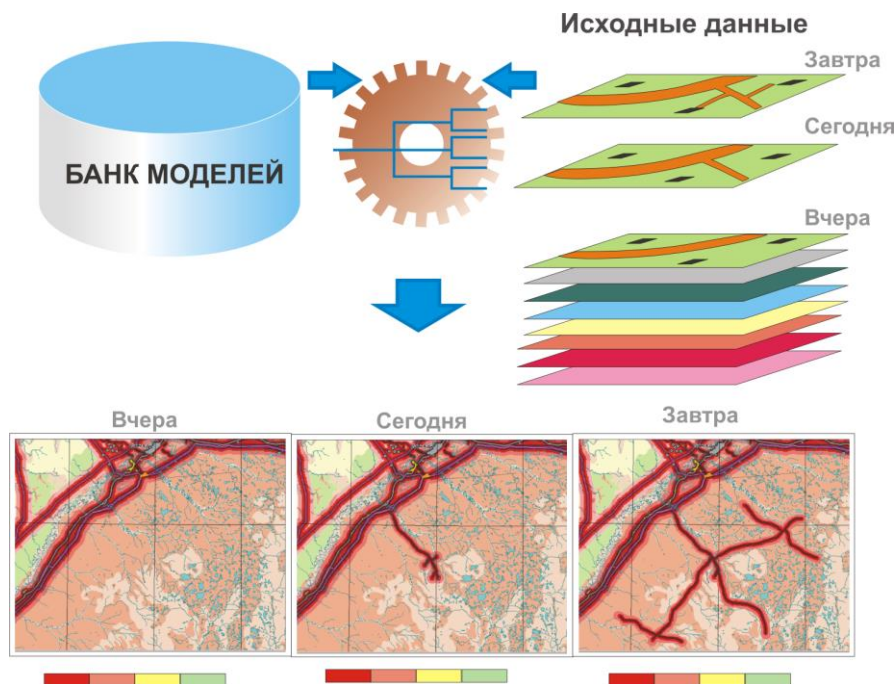 Исходные данные
Завтра
Сегодня
Вчера
БАНК МОДЕЛЕЙ
Вчера
Сегодня
Завтра